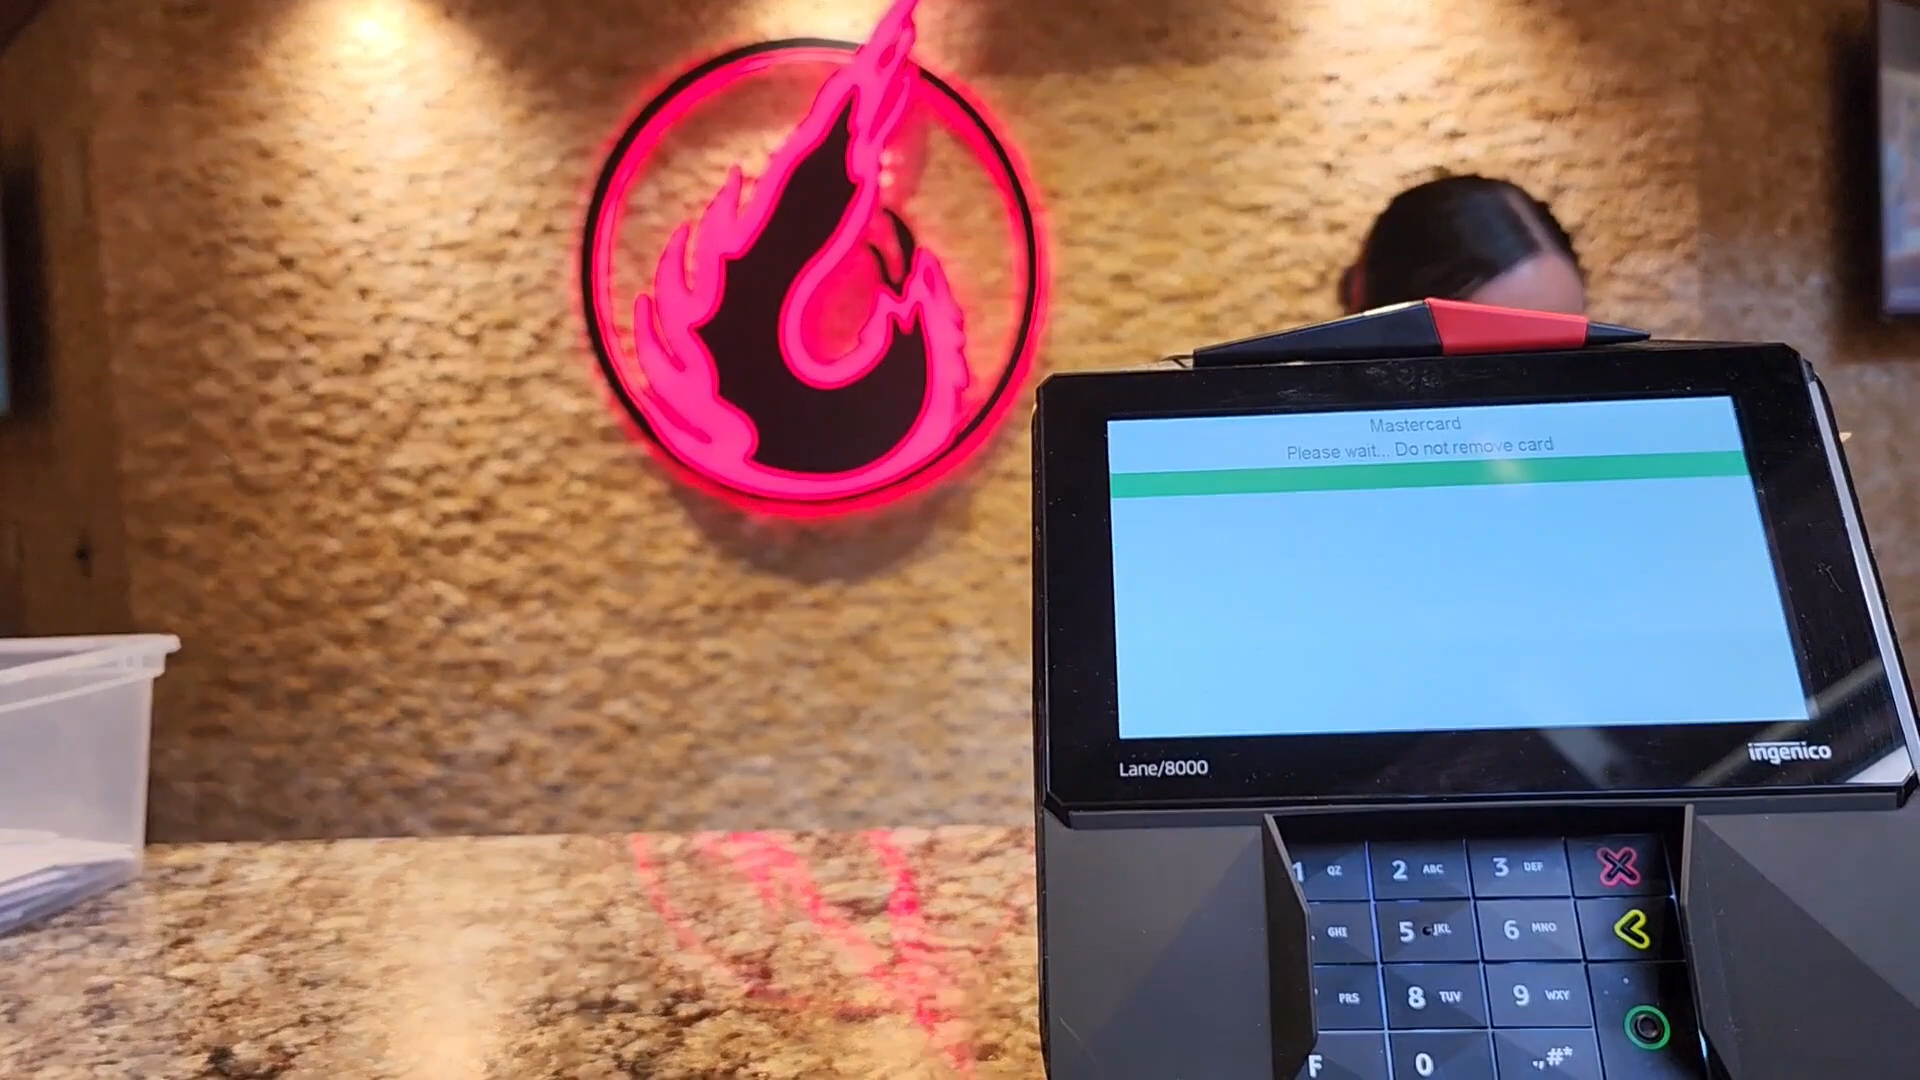 Mastercard
Please wait... Do not remove card
Lane/8000
ingenico
1 QZ 2 ABC 3 DEF
GHI 5 JKL 6 MNO
PRS 8 TUV 9 WXY
F 0 .,#*